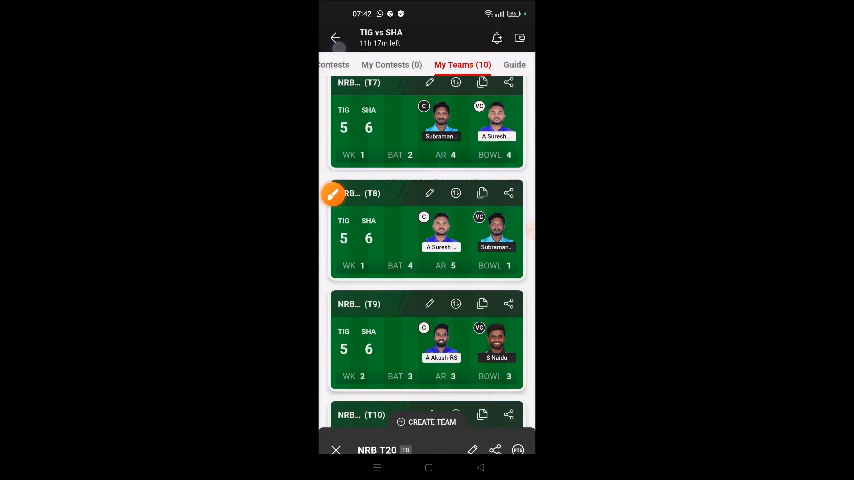 07:42
TIG vs SHA
11h 17m left
ontests My Contests (0) My Teams (10) Guide
NRB... (T7)
TIG SHA C VC
5 6
Subraman... A Suresh...
WK 1 BAT 2 AR 4 BOWL 4
RB... (T8)
TIG SHA C VC
5 6
A Suresh ... Subraman...
WK 1 BAT 4 AR 5 BOWL 1
NRB... (T9)
TIG SHA C VC
5 6
A Akash-RS S Naidu
WK 2 BAT 3 AR 3 BOWL 3
NRB... (T10)
CREATE TEAM
NRB T20 PTS